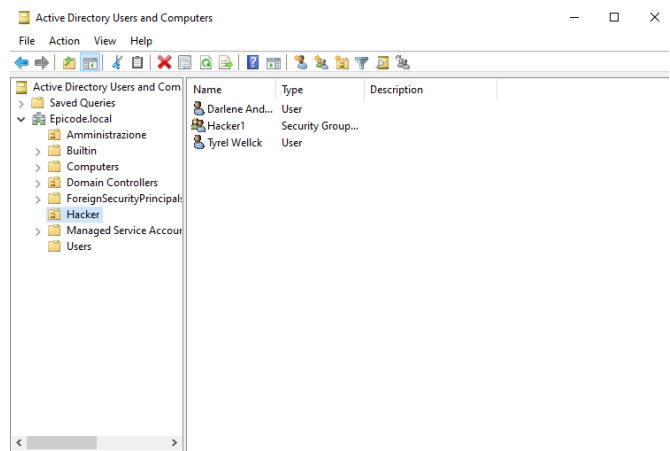 Active Directory Users and Computers
File Action View Help
Active Directory Users and Com
Saved Queries
Epicode.local
Amministrazione
Builtin
Computers
Domain Controllers
ForeignSecurityPrincipals
Hacker
Managed Service Accour
Users
Name Type Description
Darlene And... User
Hacker1 Security Group...
Tyrel Wellck User